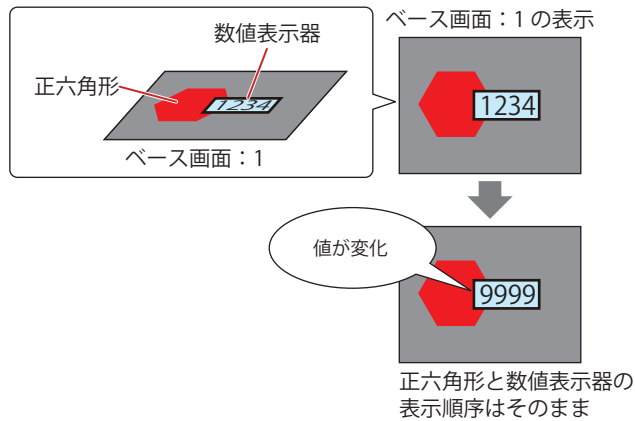 数値表示器
正六角形
1234
ベース画面：1
ベース画面：1 の表示
1234
値が変化
9999
正六角形と数値表示器の
表示順序はそのまま